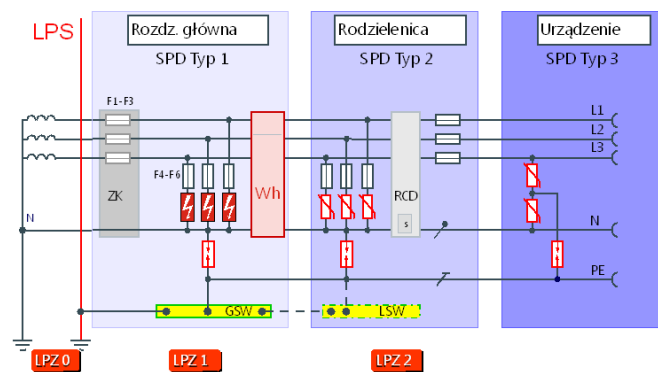 LPS
Rozdz. główna
Rodzielenica
Urządzenie
SPD Typ 1
SPD Typ 2
SPD Typ 3
F1-F3
L1
L2
L3
F4-F6
ZK
Wh
RCD
s
N
N
PE
GSW
LSW
LPZ 0
LPZ 1
LPZ 2